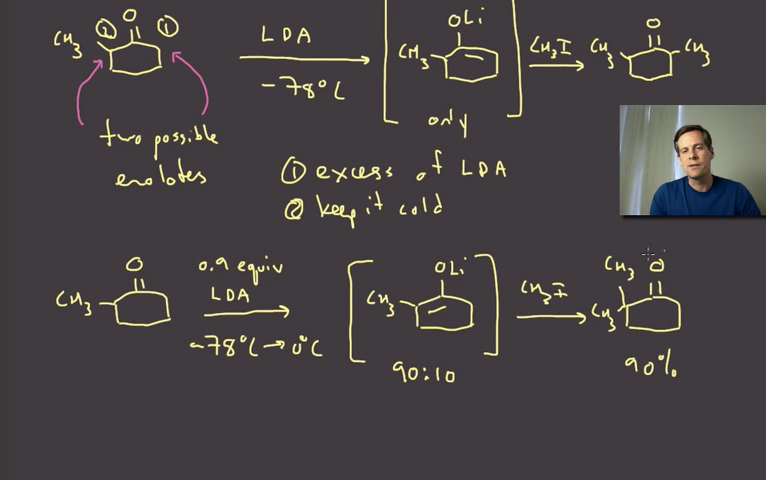 O
CH3 ② ①
LDA
-78°C
OLi
CH3
only
CH3I
O
CH3 CH3
two possible
enolates
① excess of LDA
② keep it cold
O
CH3
0.9 equiv
LDA
-78°C → 0°C
OLi
CH3
90:10
CH3I
CH3 O
CH3
90%